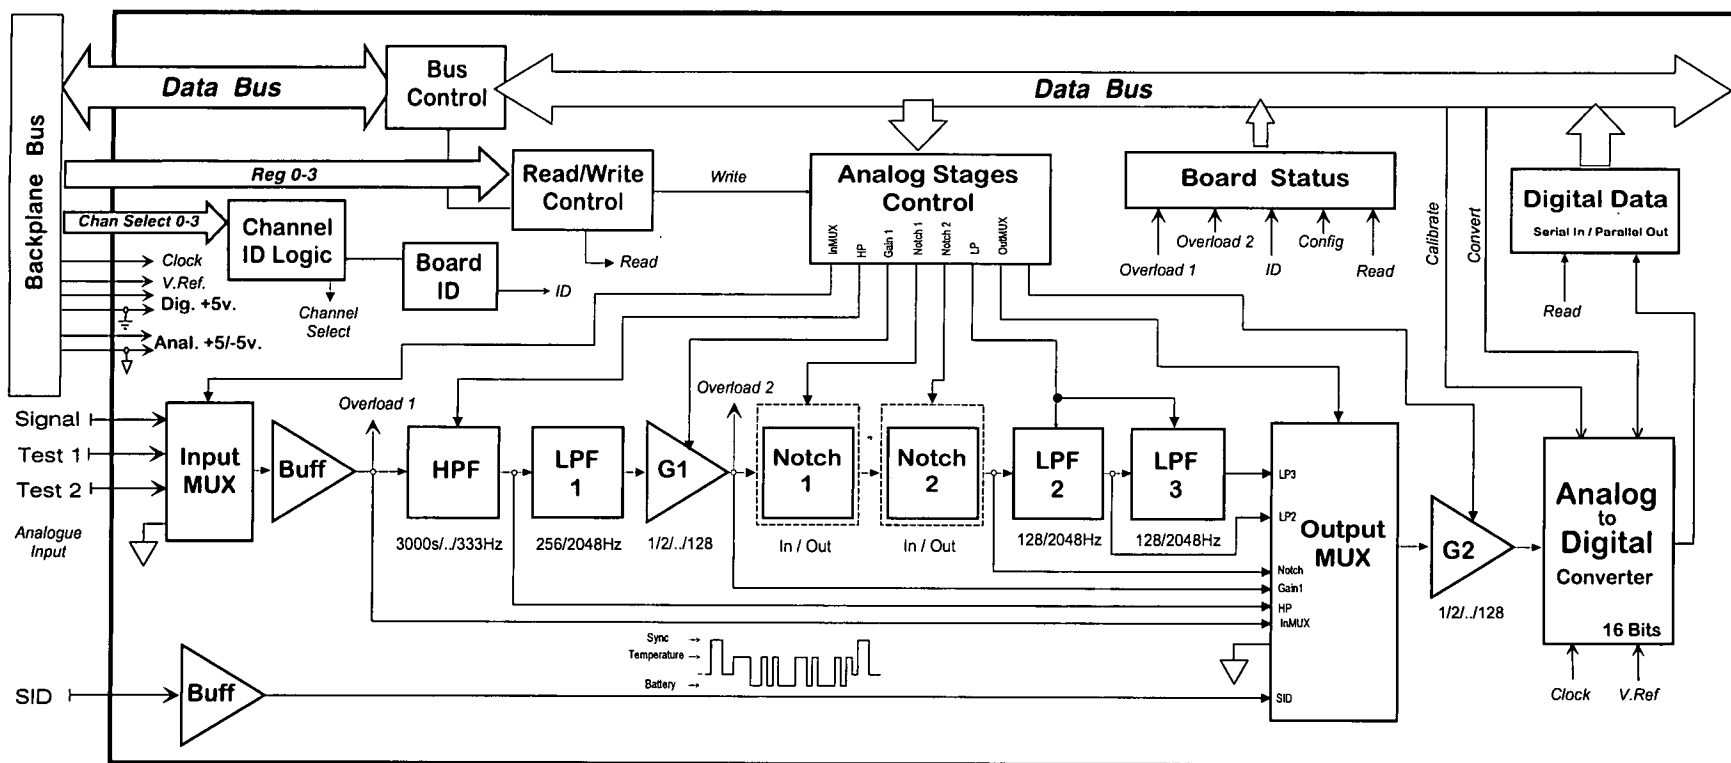 Backplane Bus
Data Bus
Bus
Control
Data Bus
Reg 0-3
Read/Write
Control
Write
Read
Analog Stages
Control
InMUX
HP
Gain 1
Notch 1
Notch 2
LP
OutMUX
Board Status
Overload 1
Overload 2
ID
Config
Read
Calibrate
Convert
Digital Data
Serial In / Parallel Out
Read
Chan Select 0-3
Channel
ID Logic
Channel
Select
Board
ID
ID
Clock
V.Ref.
Dig. +5v.
Anal. +5/-5v.
Signal
Test 1
Test 2
Analogue
Input
Input
MUX
Buff
Overload 1
HPF
3000s/../333Hz
LPF
1
256/2048Hz
G1
1/2/../128
Overload 2
Notch
1
In / Out
Notch
2
In / Out
LPF
2
128/2048Hz
LPF
3
128/2048Hz
LP3
LP2
Output
MUX
Notch
Gain1
HP
InMUX
SID
G2
1/2/../128
Analog
to
Digital
Converter
16 Bits
Clock
V.Ref
Sync
Temperature
Battery
SID
Buff